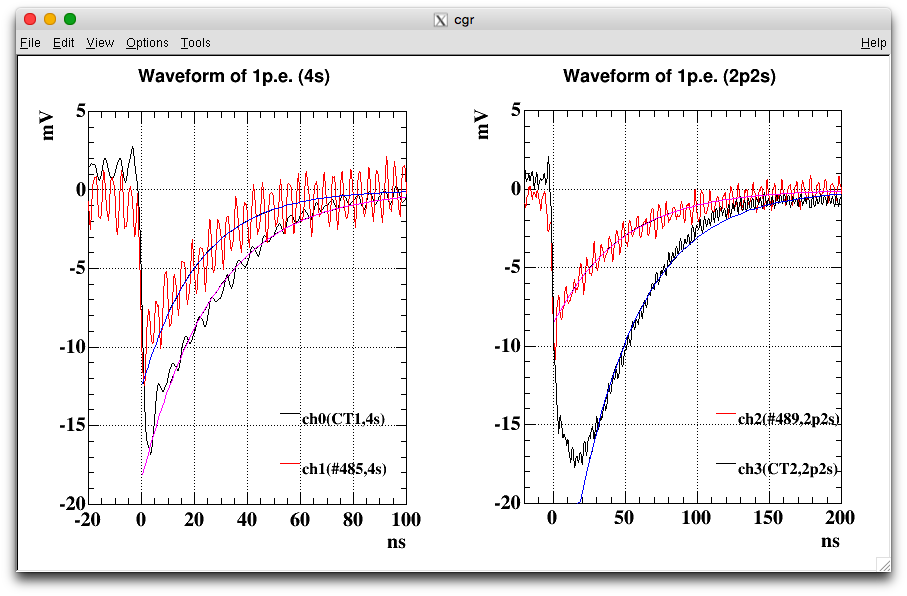 cgr
File Edit View Options Tools Help
Waveform of 1p.e. (4s)
mV
5
0
-5
-10
-15
-20
ch0(CT1,4s)
ch1(#485,4s)
-20 0 20 40 60 80 100
ns
Waveform of 1p.e. (2p2s)
mV
5
0
-5
-10
-15
-20
ch2(#489,2p2s)
ch3(CT2,2p2s)
0 50 100 150 200
ns